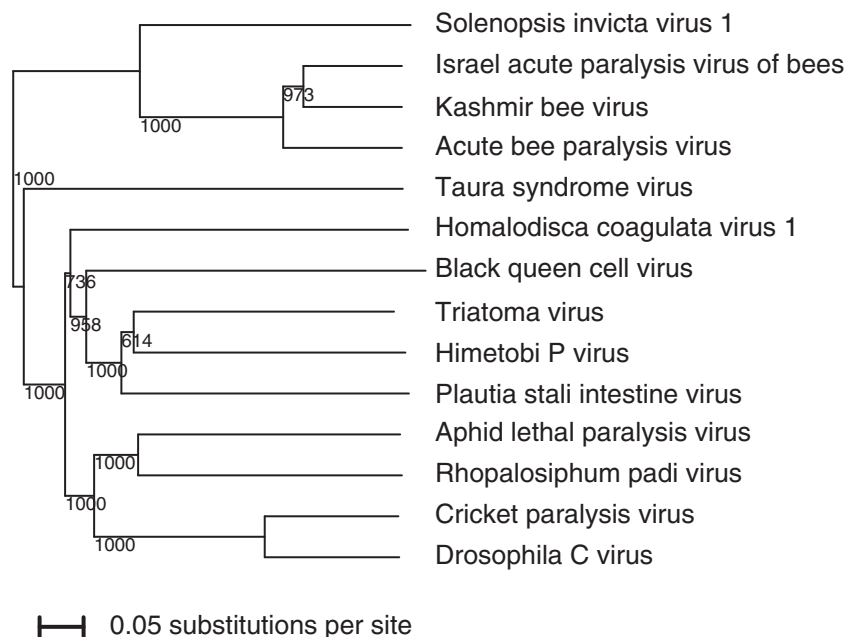 Solenopsis invicta virus 1
Israel acute paralysis virus of bees
973
Kashmir bee virus
1000
Acute bee paralysis virus
1000
Taura syndrome virus
Homalodisca coagulata virus 1
Black queen cell virus
736
Triatoma virus
958
614
Himetobi P virus
1000
1000
Plautia stali intestine virus
Aphid lethal paralysis virus
1000
Rhopalosiphum padi virus
1000
Cricket paralysis virus
1000
Drosophila C virus
0.05 substitutions per site